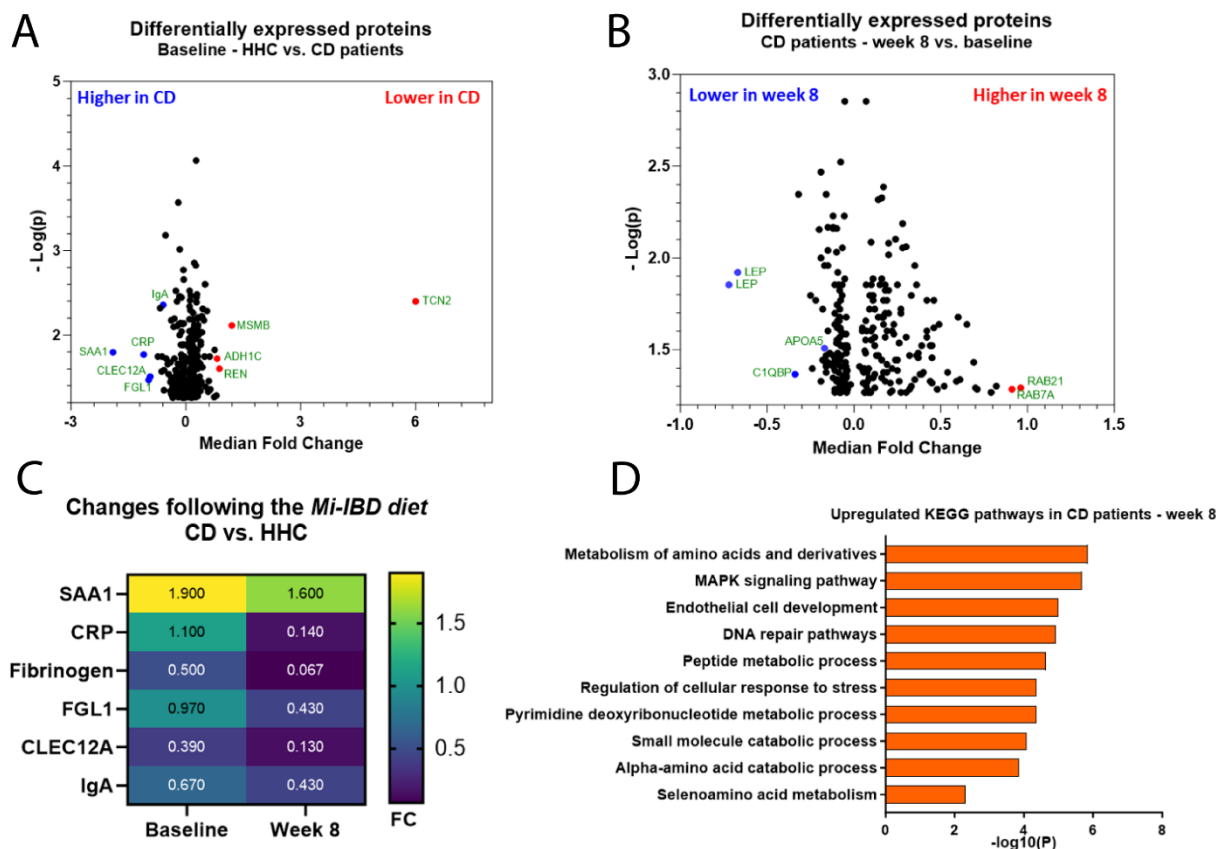 A
Differentially expressed proteins
Baseline - HHC vs. CD patients
5
4
3
2
- Log(p)
Higher in CD
Lower in CD
IgA
TCN2
MSMB
SAA1
CRP
ADH1C
CLEC12A
REN
FGL1
-3
0
3
6
Median Fold Change
B
Differentially expressed proteins
CD patients - week 8 vs. baseline
3.0
2.5
2.0
1.5
1.0
- Log(p)
Lower in week 8
Higher in week 8
LEP
LEP
APOA5
C1QBP
RAB21
RAB7A
-1.0
-0.5
0.0
0.5
1.0
1.5
Median Fold Change
C
Changes following the Mi-IBD diet
CD vs. HHC
SAA1
1.900
1.600
CRP
1.100
0.140
Fibrinogen
0.500
0.067
FGL1
0.970
0.430
CLEC12A
0.390
0.130
IgA
0.670
0.430
Baseline
Week 8
1.5
1.0
0.5
FC
D
Upregulated KEGG pathways in CD patients - week 8
Metabolism of amino acids and derivatives
MAPK signaling pathway
Endothelial cell development
DNA repair pathways
Peptide metabolic process
Regulation of cellular response to stress
Pyrimidine deoxyribonucleotide metabolic process
Small molecule catabolic process
Alpha-amino acid catabolic process
Selenoamino acid metabolism
0
2
4
6
8
-log10(P)